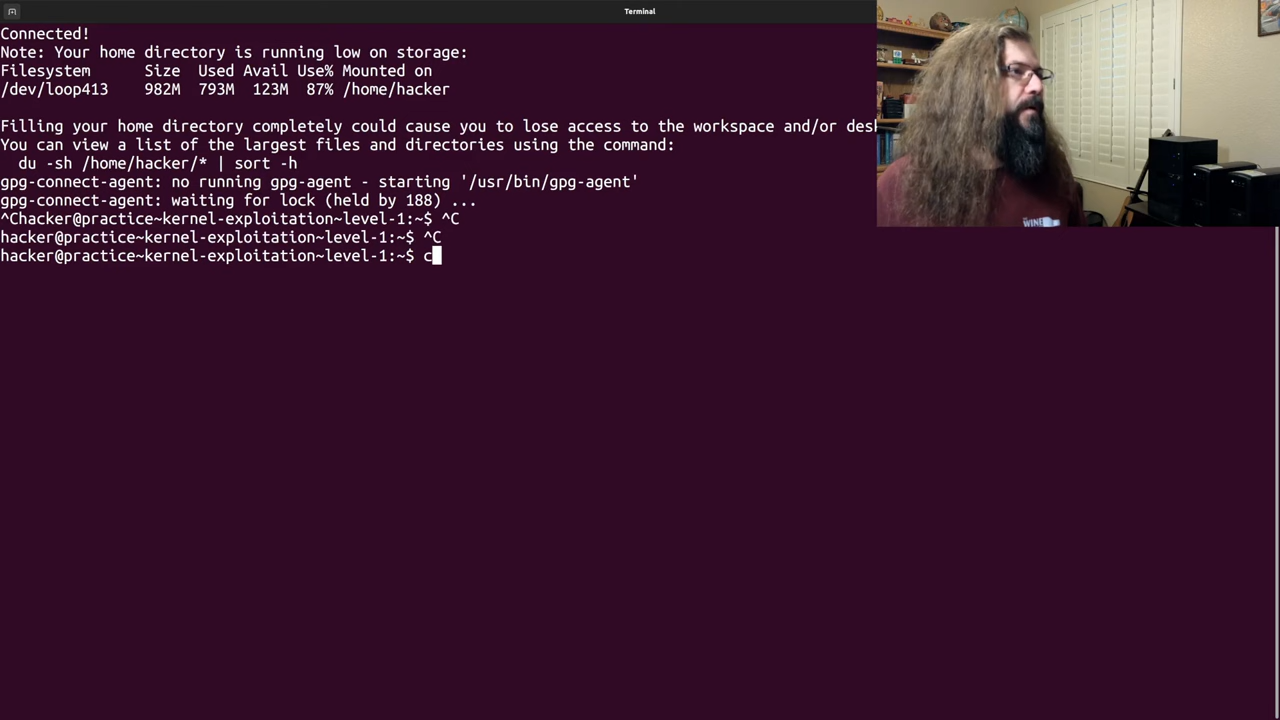 Terminal
Connected!
Note: Your home directory is running low on storage:
Filesystem      Size  Used Avail Use% Mounted on
/dev/loop413    982M  793M  123M  87% /home/hacker
Filling your home directory completely could cause you to lose access to the workspace and/or des
You can view a list of the largest files and directories using the command:
  du -sh /home/hacker/* | sort -h
gpg-connect-agent: no running gpg-agent - starting '/usr/bin/gpg-agent'
gpg-connect-agent: waiting for lock (held by 188) ...
^Chacker@practice~kernel-exploitation~level-1:~$ ^C
hacker@practice~kernel-exploitation~level-1:~$ ^C
hacker@practice~kernel-exploitation~level-1:~$ c
WINE